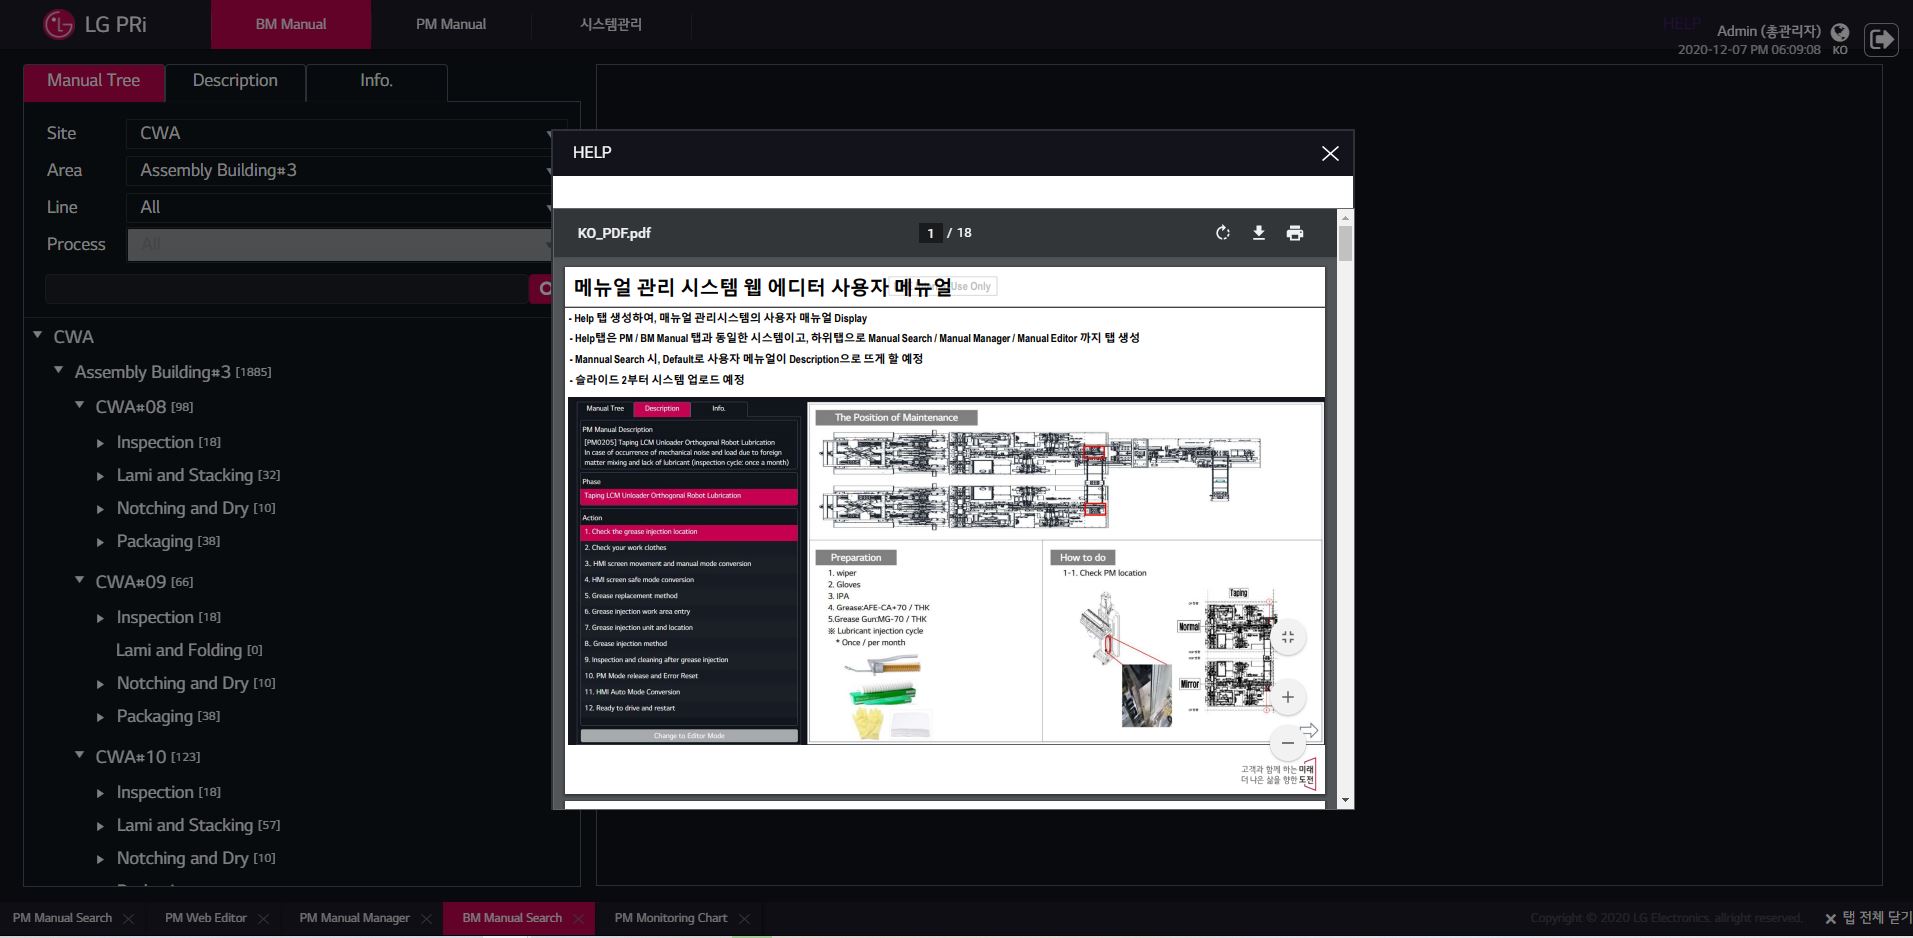 LG PRi
BM Manual
PM Manual
시스템관리
HELP
Admin (총관리자)
2020-12-07 PM 06:09:08
KO
Manual Tree
Description
Info.
Site
CWA
Area
Assembly Building#3
Line
All
Process
All
CWA
Assembly Building#3 [1885]
CWA#08 [98]
Inspection [18]
Lami and Stacking [32]
Notching and Dry [10]
Packaging [38]
CWA#09 [66]
Inspection [18]
Lami and Folding [0]
Notching and Dry [10]
Packaging [38]
CWA#10 [123]
Inspection [18]
Lami and Stacking [57]
Notching and Dry [10]
HELP
KO_PDF.pdf
1 / 18
메뉴얼 관리 시스템 웹 에디터 사용자 메뉴얼
Use Only
- Help 탭 생성하여, 매뉴얼 관리시스템의 사용자 매뉴얼 Display
- Help탭은 PM / BM Manual 탭과 동일한 시스템이고, 하위탭으로 Manual Search / Manual Manager / Manual Editor 까지 탭 생성
- Mannual Search 시, Default로 사용자 메뉴얼이 Description으로 뜨게 할 예정
- 슬라이드 2부터 시스템 업로드 예정
Manual Tree
Description
Info.
PM Manual Description
[PM0205] Taping LCM Unloader Orthogonal Robot Lubrication
In case of occurrence of mechanical noise and load due to foreign
matter mixing and lack of lubricant (inspection cycle: once a month)
Phase
Taping LCM Unloader Orthogonal Robot Lubrication
Action
1. Check the grease injection location
2. Check your work clothes
3. HMI screen movement and manual mode conversion
4. HMI screen safe mode conversion
5. Grease replacement method
6. Grease injection work area entry
7. Grease injection unit and location
8. Grease injection method
9. Inspection and cleaning after grease injection
10. PM Mode release and Error Reset
11. HMI Auto Mode Conversion
12. Ready to drive and restart
Change to Editor Mode
The Position of Maintenance
Preparation
1. wiper
2. Gloves
3. IPA
4. Grease:AFE-CA+70 / THK
5.Grease Gun:MG-70 / THK
※ Lubricant injection cycle
* Once / per month
How to do
1-1. Check PM location
Taping
Normal
Mirror
고객과 함께 하는 미래
더 나은 삶을 향한 도전
PM Manual Search
PM Web Editor
PM Manual Manager
BM Manual Search
PM Monitoring Chart
Copyright © 2020 LG Electronics. allright reserved.
탭 전체 닫기